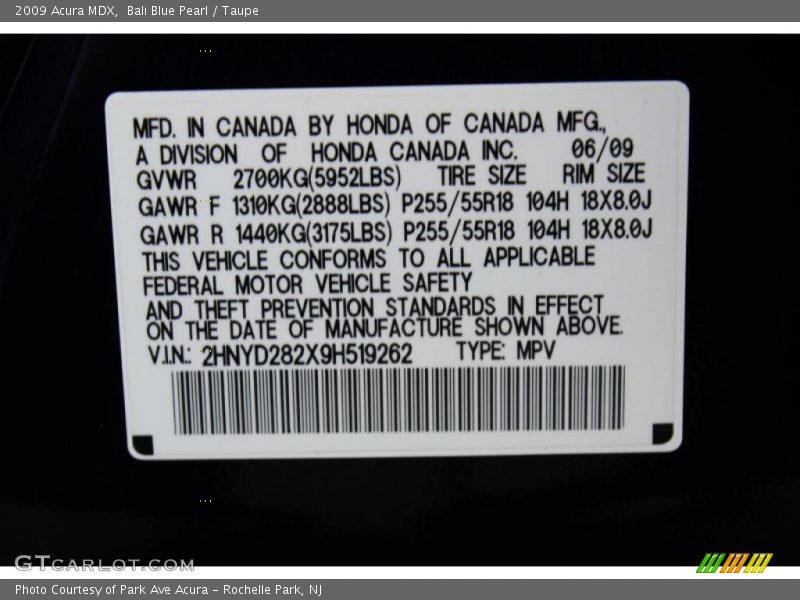 2009 Acura MDX,  Bali Blue Pearl / Taupe
MFD. IN CANADA BY HONDA OF CANADA MFG.,
A DIVISION OF HONDA CANADA INC. 06/09
GVWR 2700KG(5952LBS) TIRE SIZE RIM SIZE
GAWR F 1310KG(2888LBS) P255/55R18 104H 18X8.0J
GAWR R 1440KG(3175LBS) P255/55R18 104H 18X8.0J
THIS VEHICLE CONFORMS TO ALL APPLICABLE
FEDERAL MOTOR VEHICLE SAFETY
AND THEFT PREVENTION STANDARDS IN EFFECT
ON THE DATE OF MANUFACTURE SHOWN ABOVE.
V.I.N.: 2HNYD282X9H519262 TYPE: MPV
GTCARLOT.COM
Photo Courtesy of Park Ave Acura - Rochelle Park, NJ